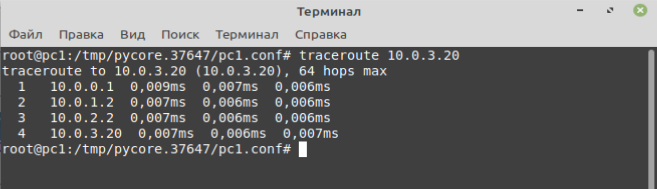 Терминал
Файл Правка Вид Поиск Терминал Справка
root@pc1:/tmp/pycore.37647/pc1.conf# traceroute 10.0.3.20
traceroute to 10.0.3.20 (10.0.3.20), 64 hops max
1 10.0.0.1 0,009ms 0,007ms 0,006ms
2 10.0.1.2 0,007ms 0,006ms 0,006ms
3 10.0.2.2 0,007ms 0,006ms 0,006ms
4 10.0.3.20 0,007ms 0,006ms 0,007ms
root@pc1:/tmp/pycore.37647/pc1.conf#